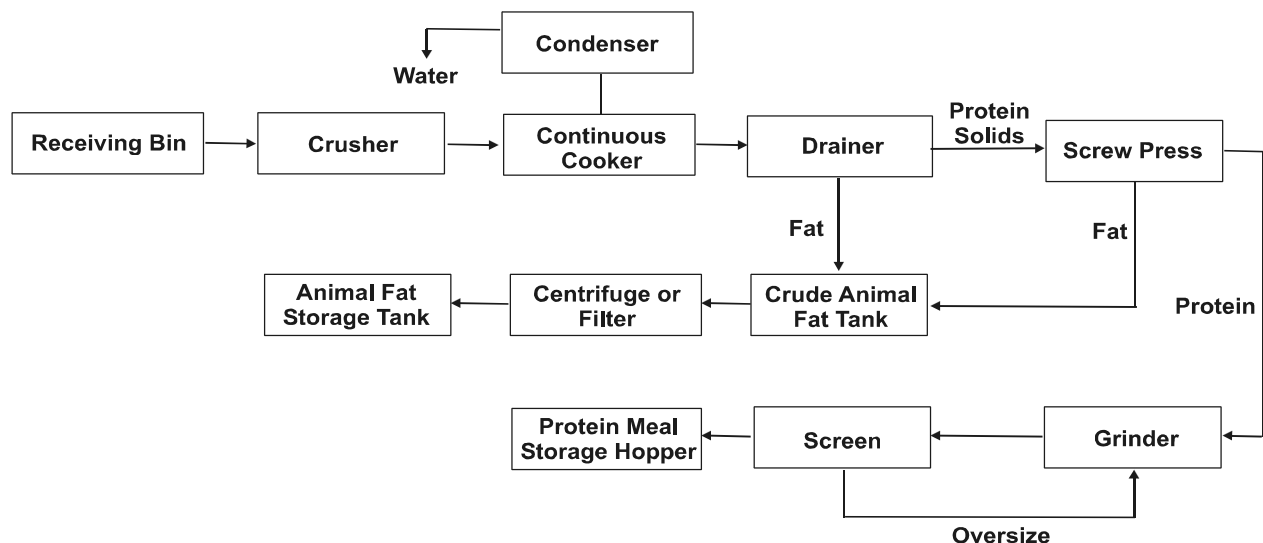 Condenser
Water
Receiving Bin
Crusher
Continuous
Cooker
Drainer
Protein
Solids
Screw Press
Fat
Fat
Animal Fat
Storage Tank
Centrifuge or
Filter
Crude Animal
Fat Tank
Protein
Protein Meal
Storage Hopper
Screen
Grinder
Oversize